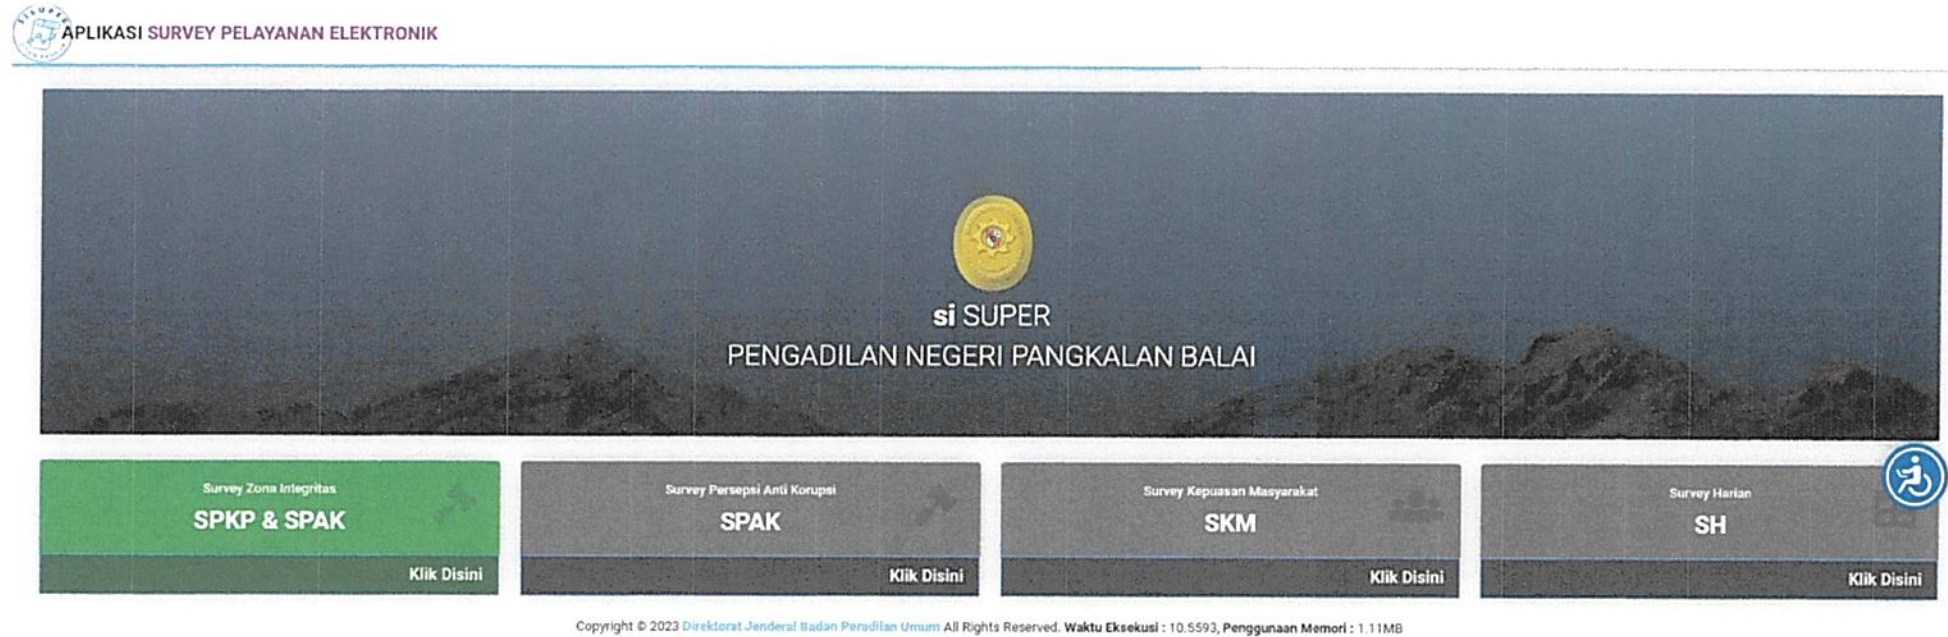 SISUPER
APLIKASI SURVEY PELAYANAN ELEKTRONIK
si SUPER
PENGADILAN NEGERI PANGKALAN BALAI
Survey Zona Integritas
SPKP & SPAK
Klik Disini
Survey Persepsi Anti Korupsi
SPAK
Klik Disini
Survey Kepuasan Masyarakat
SKM
Klik Disini
Survey Harian
SH
Klik Disini
Copyright © 2023 Direktorat Jenderal Badan Peradilan Umum All Rights Reserved. Waktu Eksekusi : 10.5593, Penggunaan Memori : 1.11MB